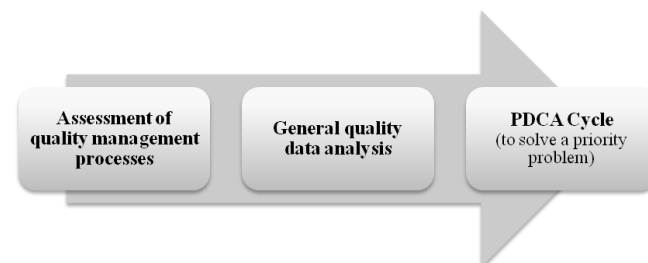 Assessment of
quality management
processes
General quality
data analysis
PDCA Cycle
(to solve a priority
problem)